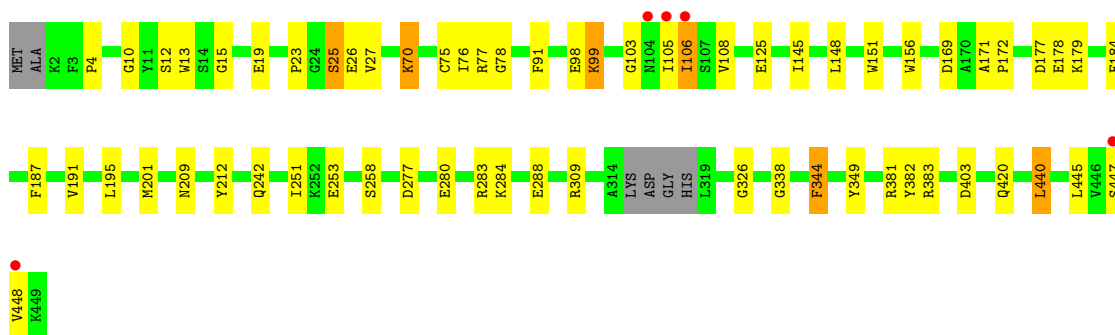 MET ALA K2 F3 P4 G10 Y11 S12 W13 S14 G15 E19 P23 G24 S25 E26 V27 K70 C75 I76 R77 G78 F91 E98 K99 G103 N104 I105 I106 S107 V108 E125 I145 L148 W151 W156 D169 A170 A171 P172 D177 E178 K179
F187 V191 L195 M201 N209 Y212 Q242 I251 K252 E253 S258 D277 E280 R283 K284 E288 R309 A314 LYS ASP GLY HIS L319 G326 G338 F344 Y349 R381 Y382 R383 D403 Q420 L440 L445 V446
V448 K449